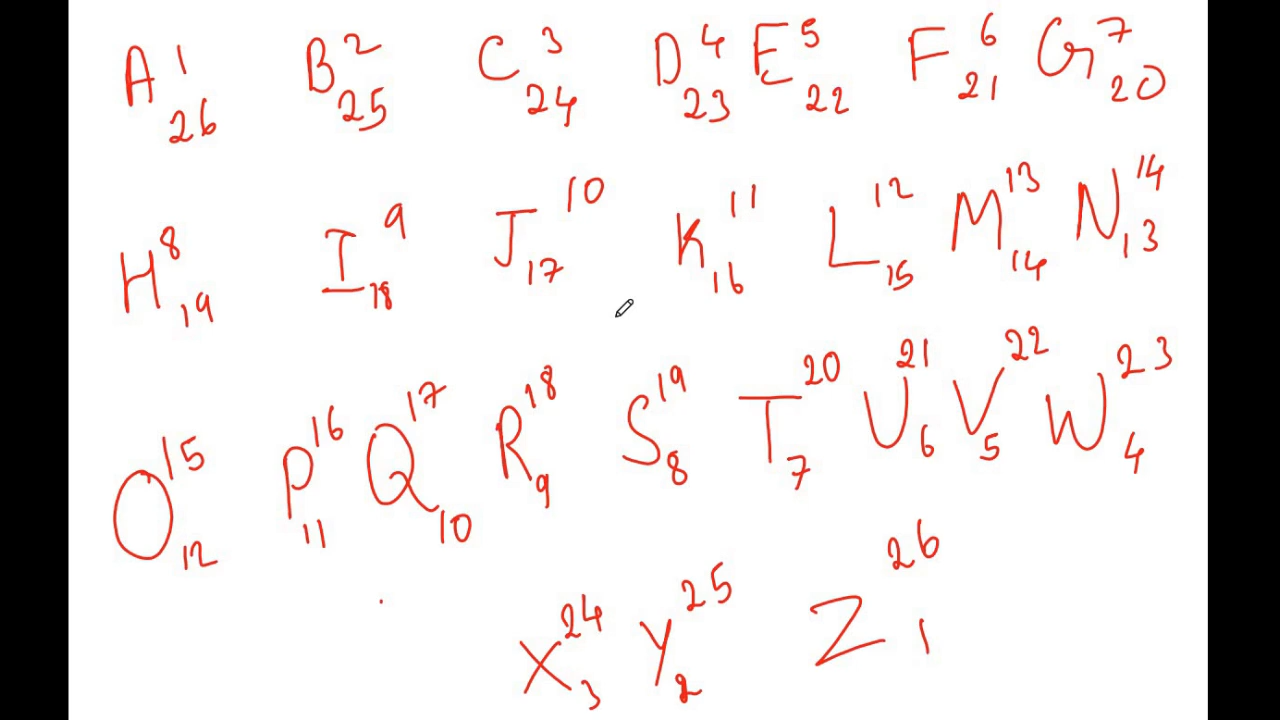 A 1 26 B 2 25 C 3 24 D 4 23 E 5 22 F 6 21 G 7 20
H 8 19 I 9 18 J 10 17 K 11 16 L 12 15 M 13 14 N 14 13
O 15 12 P 16 11 Q 17 10 R 18 9 S 19 8 T 20 7 U 21 6 V 22 5 W 23 4
X 24 3 Y 25 2 Z 26 1